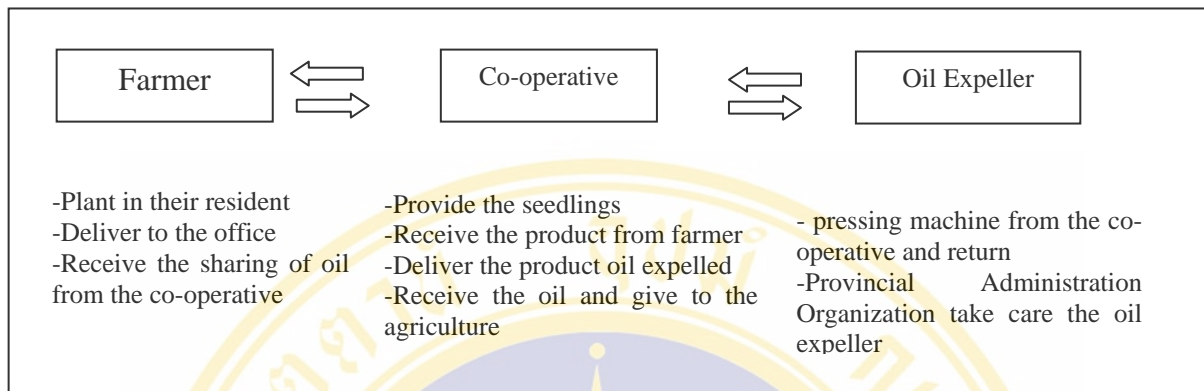 Farmer
Co-operative
Oil Expeller
-Plant in their resident
-Deliver to the office
-Receive the sharing of oil
from the co-operative
-Provide the seedlings
-Receive the product from farmer
-Deliver the product oil expelled
-Receive the oil and give to the
agriculture
- pressing machine from the co-
operative and return
-Provincial Administration
Organization take care the oil
expeller